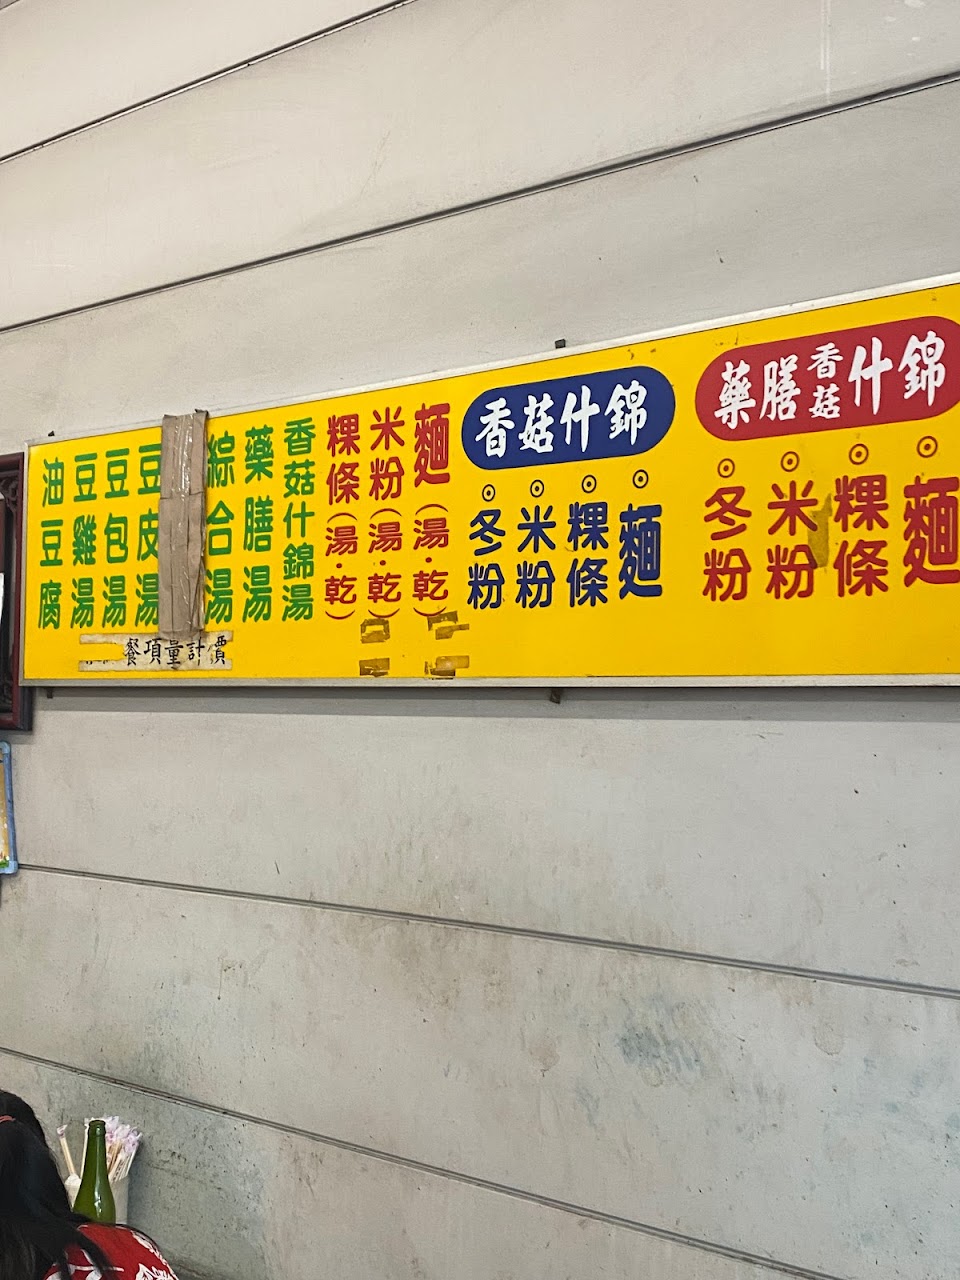 藥膳香菇什錦
麵
粿條
米粉
冬粉
香菇什錦
麵
粿條
米粉
冬粉
麵(湯·乾)
米粉(湯·乾)
粿條(湯·乾)
香菇什錦湯
藥膳湯
綜合湯
豆皮湯
豆包湯
豆雞湯
油豆腐
餐項量計價